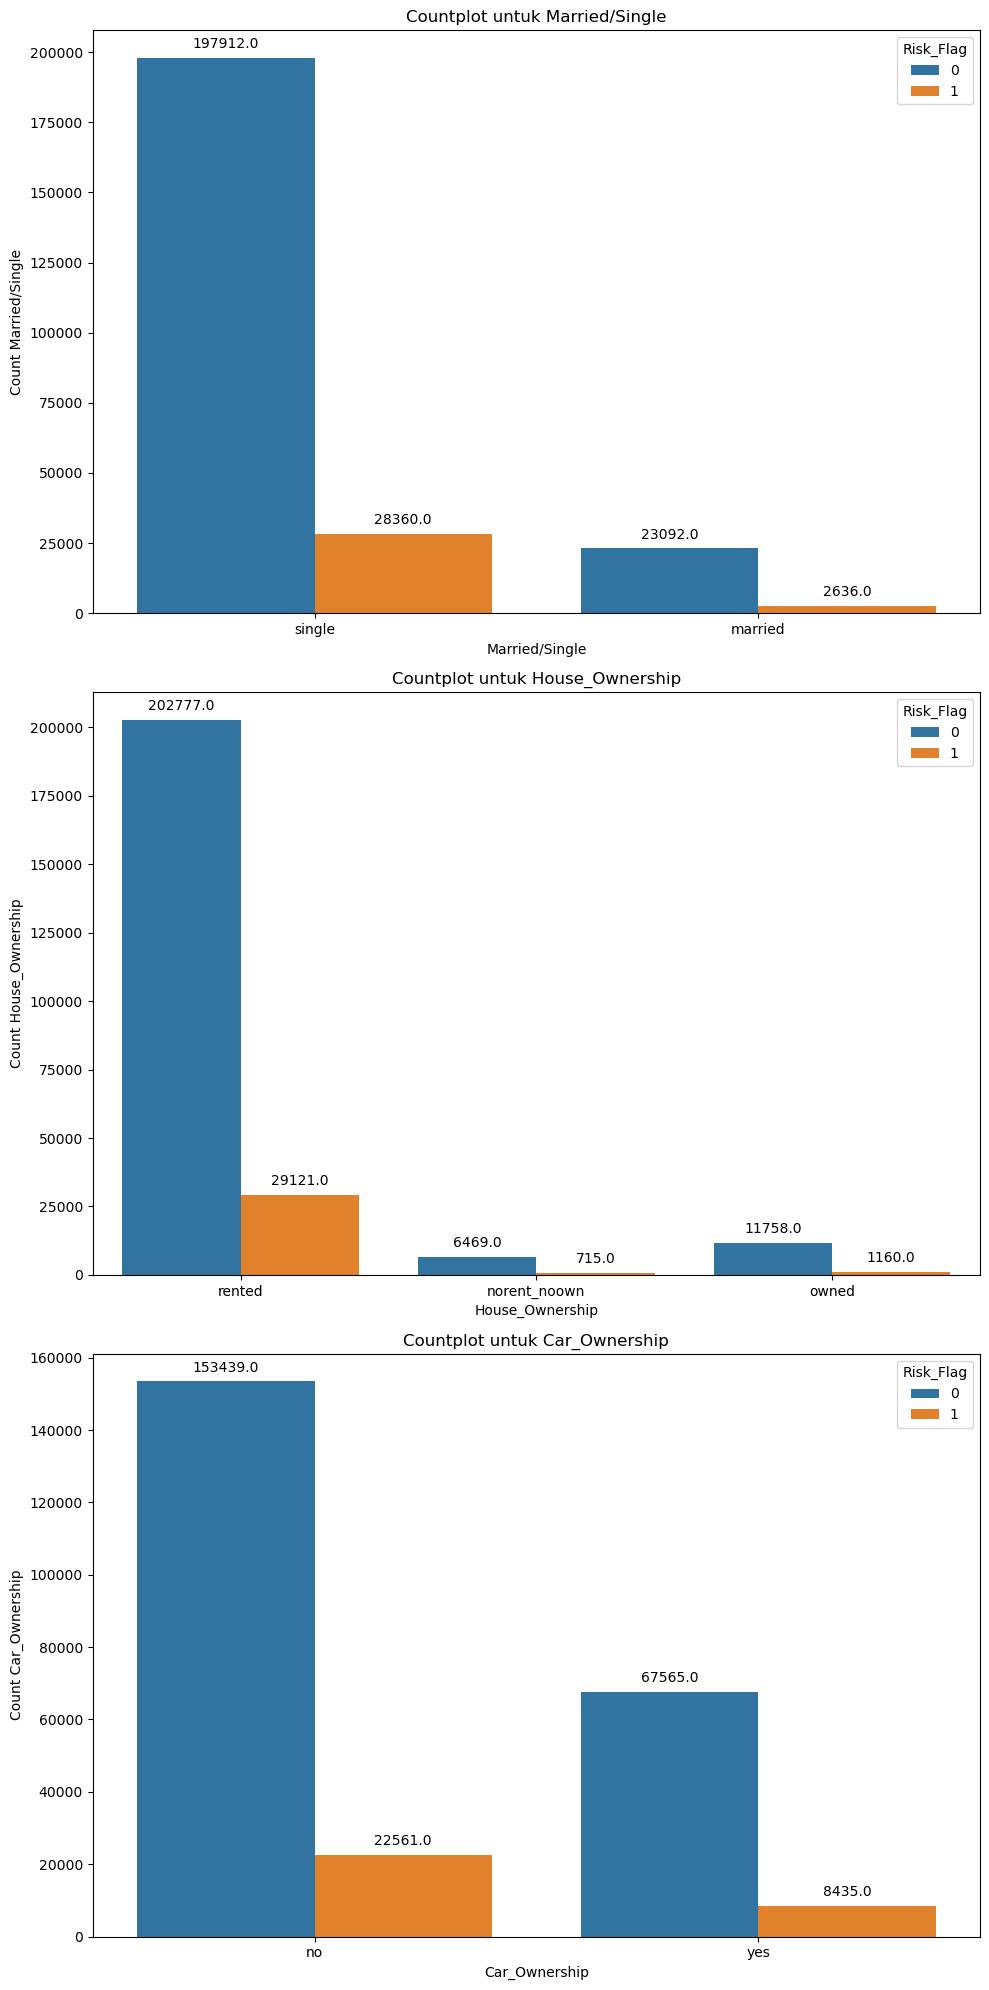 Countplot untuk Married/Single
197912.0
200000
Risk_Flag
0
1
175000
150000
125000
100000
75000
50000
28360.0
23092.0
25000
2636.0
0
single
married
Married/Single
Count Married/Single
Countplot untuk House_Ownership
202777.0
200000
Risk_Flag
0
1
175000
150000
125000
100000
75000
50000
29121.0
25000
6469.0
715.0
11758.0
1160.0
0
rented
norent_noown
owned
House_Ownership
Count House_Ownership
Countplot untuk Car_Ownership
160000
153439.0
Risk_Flag
0
1
140000
120000
100000
80000
67565.0
60000
40000
22561.0
20000
8435.0
0
no
yes
Car_Ownership
Count Car_Ownership